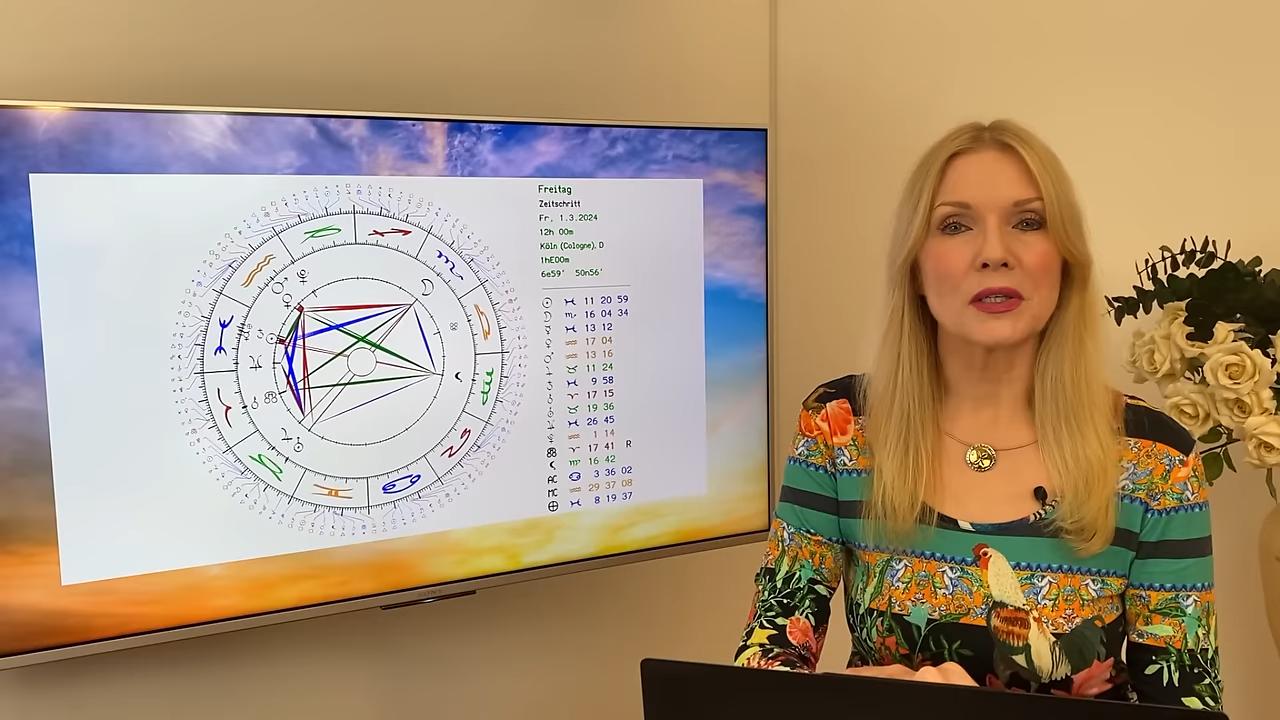 Freitag
Zeitschritt
Fr, 1.3.2024
12h 00m
Köln (Cologne), D
1hE00m
6e59' 50n56'
11 20 59
16 04 34
13 12
17 04
13 16
11 24
9 58
17 15
19 36
26 45
1 14
17 41 R
16 42
AC 3 36 02
MC 29 37 08
8 19 37
SONY